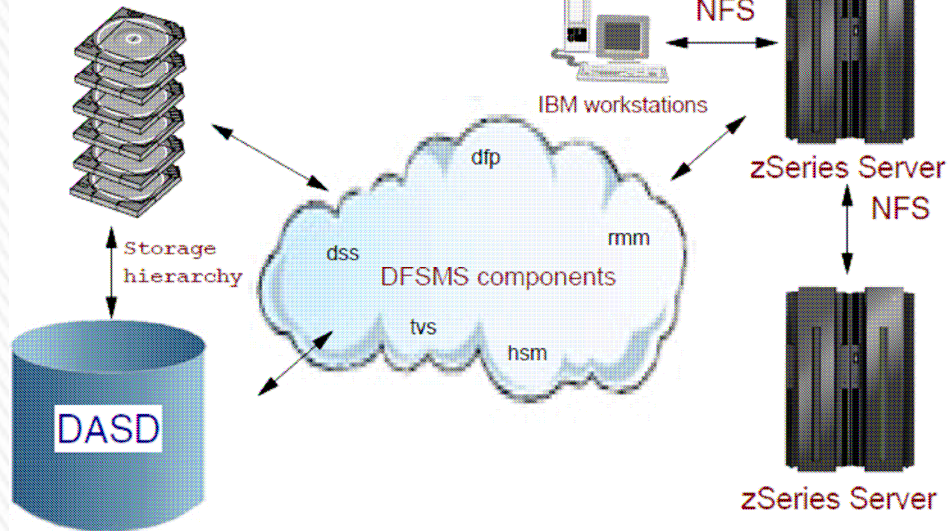 NFS
IBM workstations
zSeries Server
NFS
dfp
rmm
dss
DFSMS components
Storage
hierarchy
tvs
hsm
DASD
zSeries Server